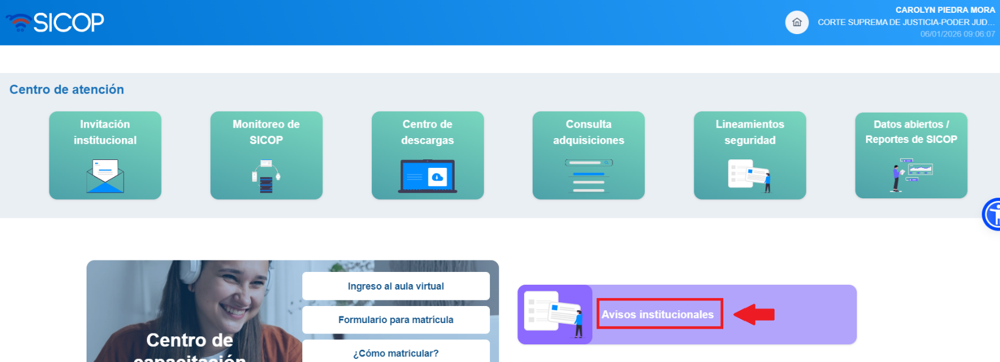 SICOP
CAROLYN PIEDRA MORA
CORTE SUPREMA DE JUSTICIA-PODER JUD...
06/01/2026 09:06:07
Centro de atención
Invitación
institucional
Monitoreo de
SICOP
Centro de
descargas
Consulta
adquisiciones
Lineamientos
seguridad
Datos abiertos /
Reportes de SICOP
Ingreso al aula virtual
Formulario para matrícula
¿Cómo matricular?
Centro de
capacitación
Avisos institucionales